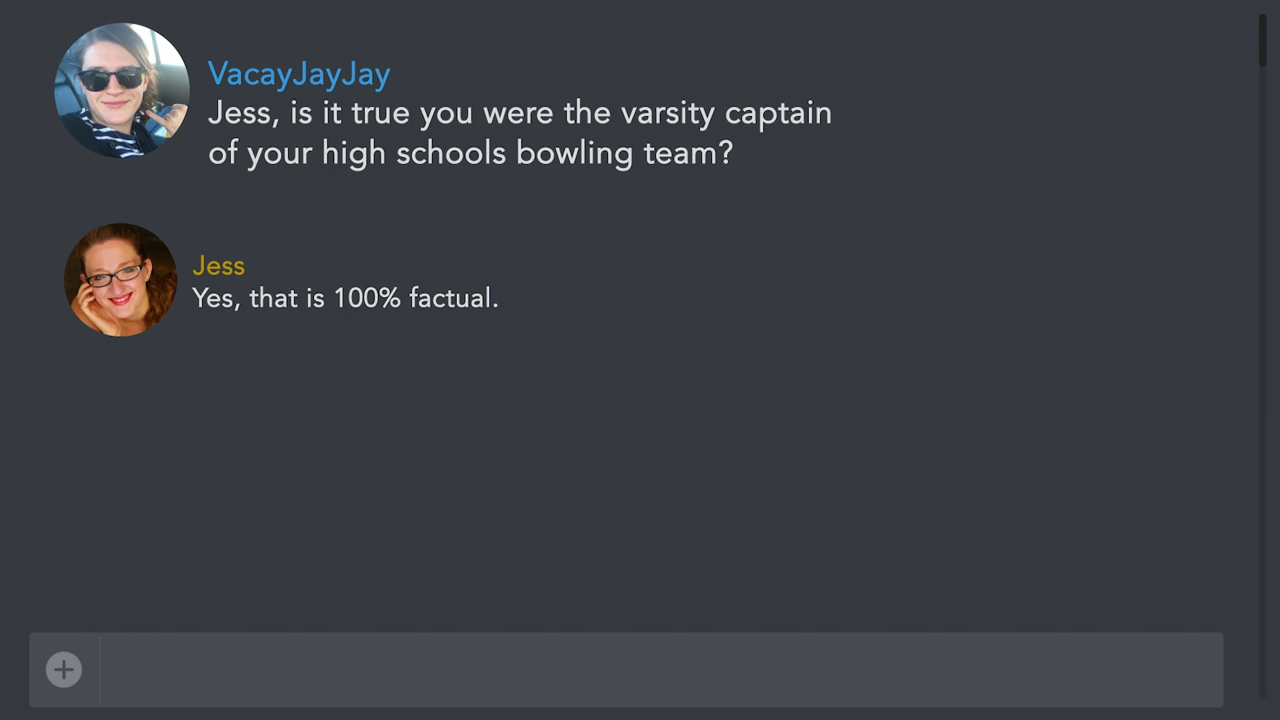 VacayJayJay
Jess, is it true you were the varsity captain
of your high schools bowling team?
Jess
Yes, that is 100% factual.